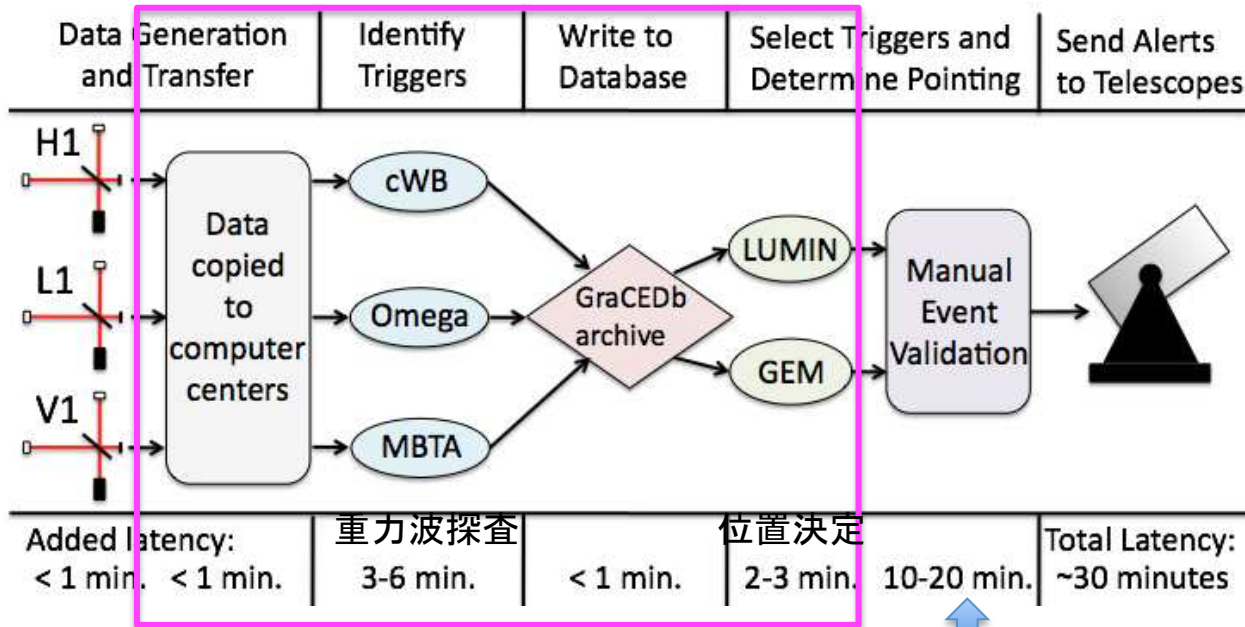 Data Generation
and Transfer
Identify
Triggers
Write to
Database
Select Triggers and
Determine Pointing
Send Alerts
to Telescopes
H1
L1
V1
Data
copied
to
computer
centers
cWB
Omega
MBTA
GraCEDb
archive
LUMIN
GEM
Manual
Event
Validation
重力波探査
位置決定
Added latency:
< 1 min.
< 1 min.
3-6 min.
< 1 min.
2-3 min.
10-20 min.
Total Latency:
~30 minutes